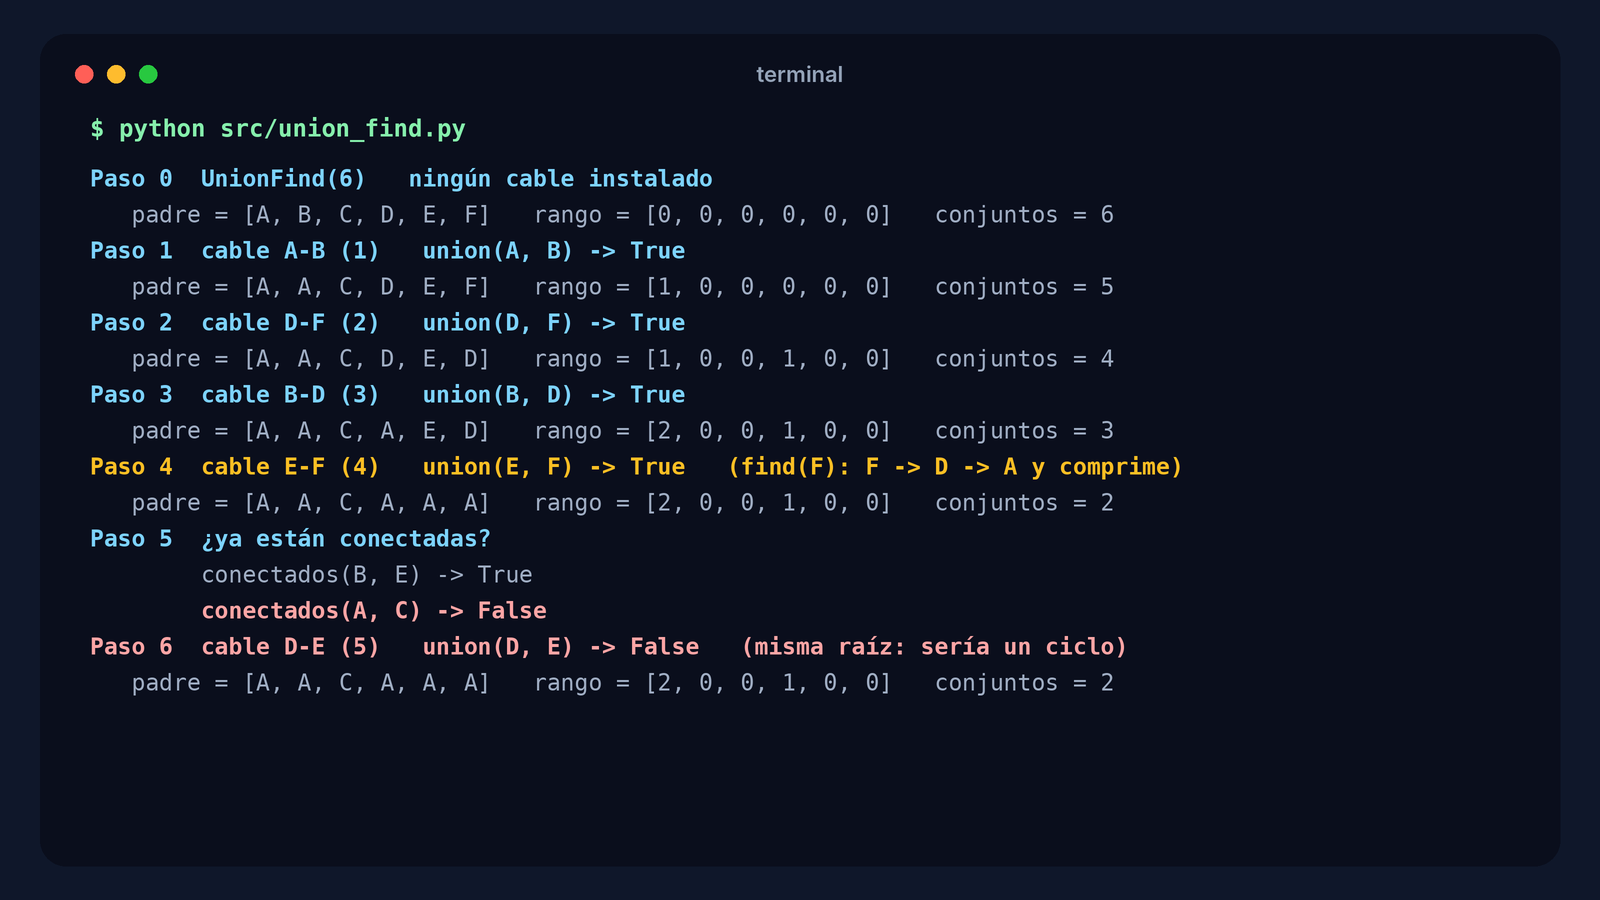 terminal
$ python src/union_find.py
Paso 0  UnionFind(6)   ningún cable instalado
   padre = [A, B, C, D, E, F]   rango = [0, 0, 0, 0, 0, 0]   conjuntos = 6
Paso 1  cable A-B (1)   union(A, B) -> True
   padre = [A, A, C, D, E, F]   rango = [1, 0, 0, 0, 0, 0]   conjuntos = 5
Paso 2  cable D-F (2)   union(D, F) -> True
   padre = [A, A, C, D, E, D]   rango = [1, 0, 0, 1, 0, 0]   conjuntos = 4
Paso 3  cable B-D (3)   union(B, D) -> True
   padre = [A, A, C, A, E, D]   rango = [2, 0, 0, 1, 0, 0]   conjuntos = 3
Paso 4  cable E-F (4)   union(E, F) -> True   (find(F): F -> D -> A y comprime)
   padre = [A, A, C, A, A, A]   rango = [2, 0, 0, 1, 0, 0]   conjuntos = 2
Paso 5  ¿ya están conectadas?
        conectados(B, E) -> True
        conectados(A, C) -> False
Paso 6  cable D-E (5)   union(D, E) -> False   (misma raíz: sería un ciclo)
   padre = [A, A, C, A, A, A]   rango = [2, 0, 0, 1, 0, 0]   conjuntos = 2